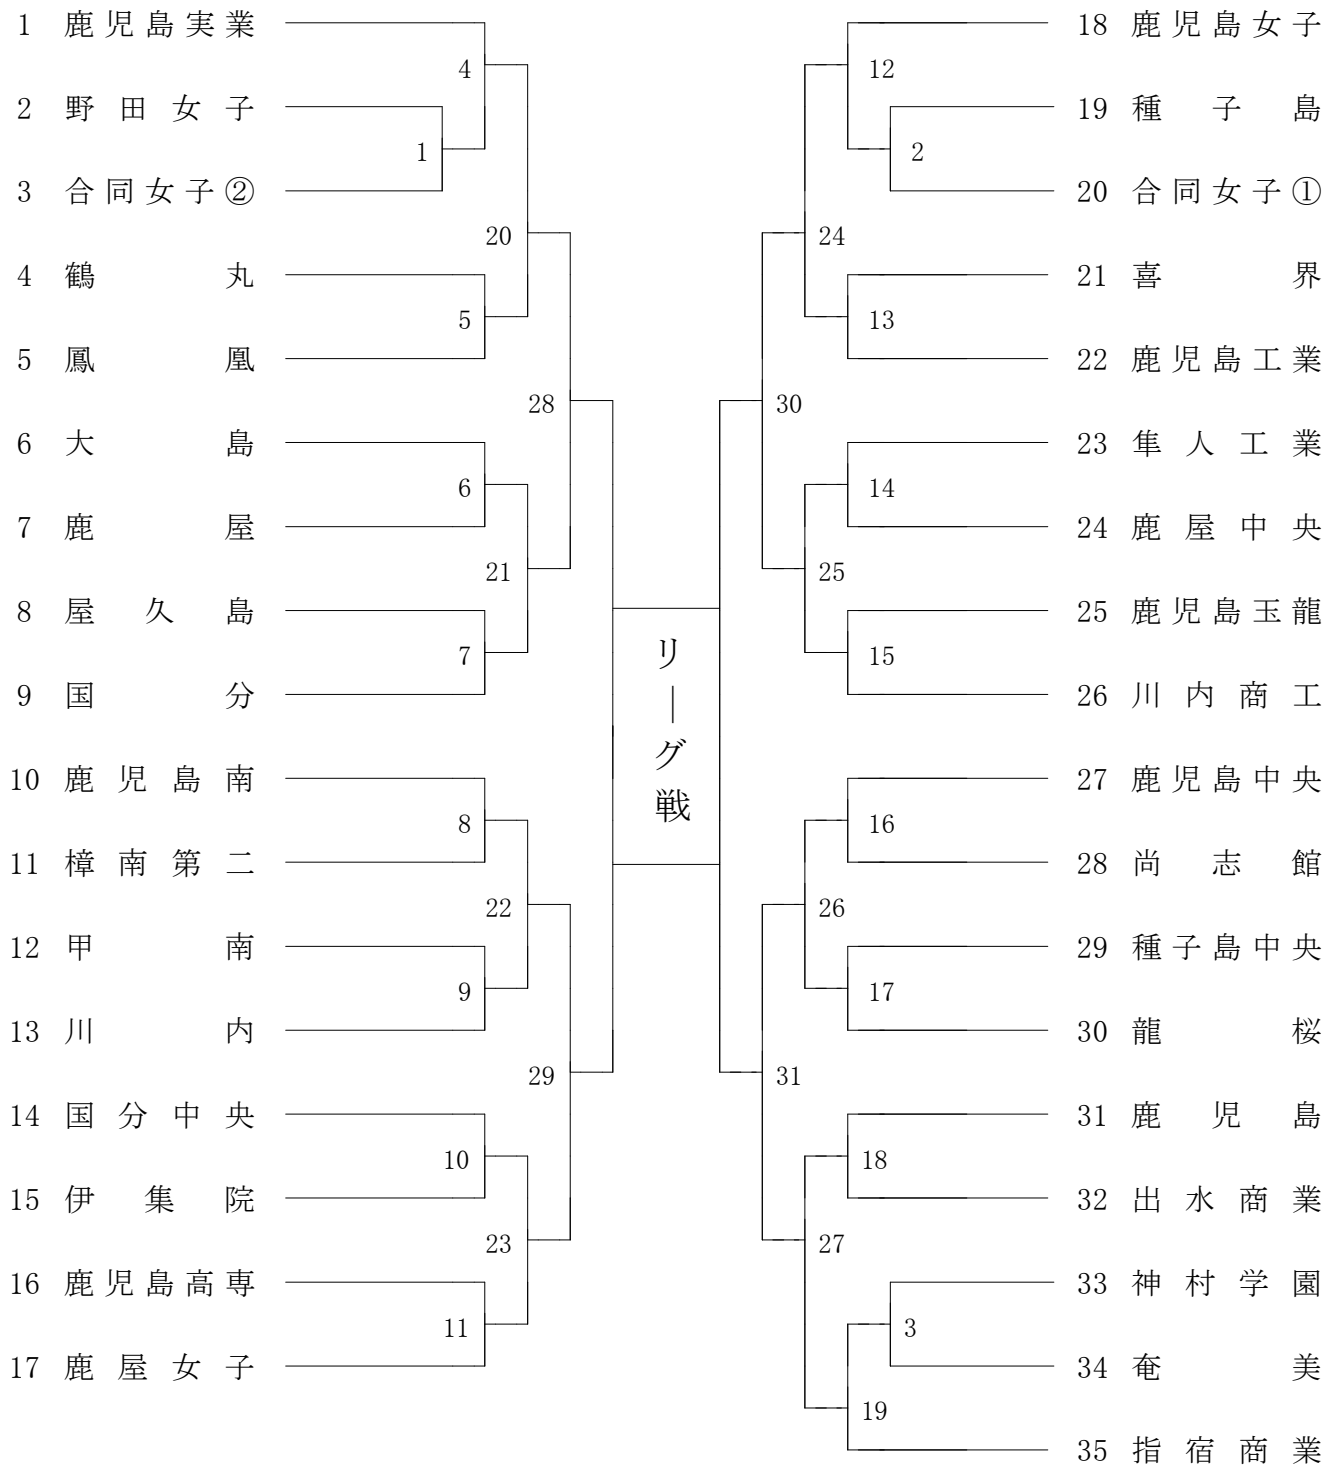 1 鹿児島実業
2 野田女子
3 合同女子②
4 鶴丸
5 鳳凰
6 大島
7 鹿屋
8 屋久島
9 国分
10 鹿児島南
11 樟南第二
12 甲南
13 川内
14 国分中央
15 伊集院
16 鹿児島高専
17 鹿屋女子
4
1
20
5
28
6
21
7
8
22
9
29
10
23
11
リーグ戦
12
2
24
13
30
14
25
15
16
26
17
31
18
27
3
19
18 鹿児島女子
19 種子島
20 合同女子①
21 喜界
22 鹿児島工業
23 隼人工業
24 鹿屋中央
25 鹿児島玉龍
26 川内商工
27 鹿児島中央
28 尚志館
29 種子島中央
30 龍桜
31 鹿児島
32 出水商業
33 神村学園
34 奄美
35 指宿商業